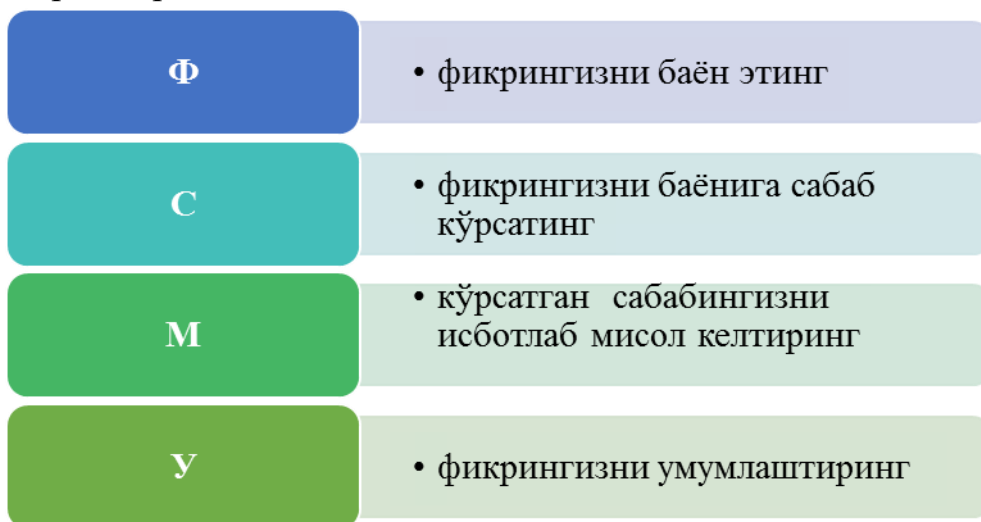 Ф
• фикрингизни баён этинг
С
• фикрингизни баёнига сабаб
кўрсатинг
М
• кўрсатган сабабингизни
исботлаб мисол келтиринг
У
• фикрингизни умумлаштиринг